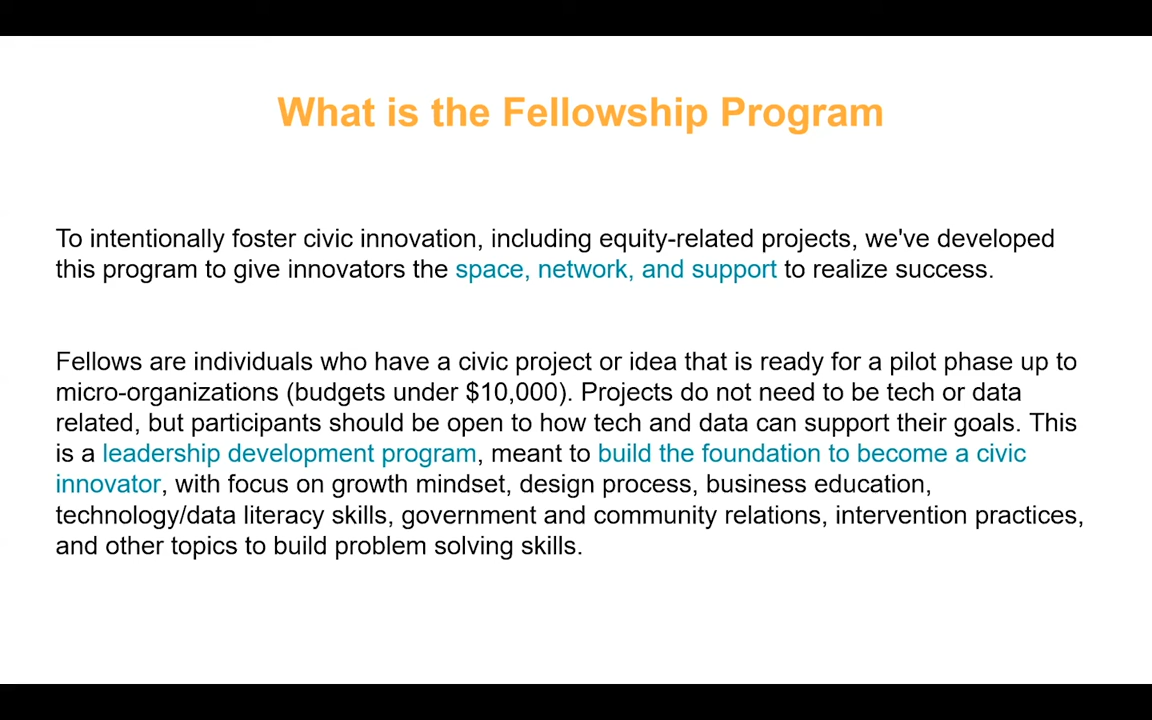 What is the Fellowship Program
To intentionally foster civic innovation, including equity-related projects, we've developed
this program to give innovators the space, network, and support to realize success.
Fellows are individuals who have a civic project or idea that is ready for a pilot phase up to
micro-organizations (budgets under $10,000). Projects do not need to be tech or data
related, but participants should be open to how tech and data can support their goals. This
is a leadership development program, meant to build the foundation to become a civic
innovator, with focus on growth mindset, design process, business education,
technology/data literacy skills, government and community relations, intervention practices,
and other topics to build problem solving skills.